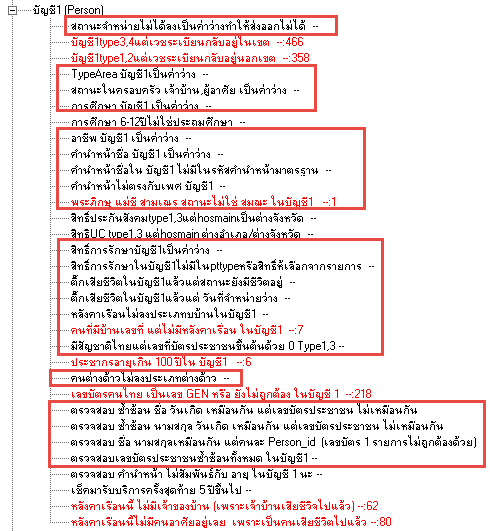 บัญชี1 (Person)
สถานะจำหน่ายไม่ได้ลงเป็นค่าว่างทำให้ส่งออกไม่ได้ --
บัญชี1type3,4แต่เวชระเบียนกลับอยู่ในเขต --:466
บัญชี1type1,2แต่เวชระเบียนกลับอยู่นอกเขต --:358
TypeArea บัญชี1เป็นค่าว่าง --
สถานะในครอบครัว เจ้าบ้าน,ผู้อาศัย เป็นค่าว่าง --
การศึกษา บัญชี1 เป็นค่าว่าง --
การศึกษา 6-12ปีไม่ใช่ประถมศึกษา --
อาชีพ บัญชี1 เป็นค่าว่าง --
คำนำหน้าชื่อ บัญชี1 เป็นค่าว่าง --
คำนำหน้าชื่อใน บัญชี1 ไม่มีในรหัสคำนำหน้ามาตรฐาน --
คำนำหน้าไม่ตรงกับเพศ บัญชี1 --
พระภิกษุ แม่ชี สามเณร สถานะไม่ใช่ สมณะ ในบัญชี1 --:1
สิทธิประกันสังคมtype1,3แต่hosmainเป็นต่างจังหวัด --
สิทธิUC type1,3 แต่hosmainต่างอำเภอ/ต่างจังหวัด --
สิทธิการรักษาบัญชี1เป็นค่าว่าง --
สิทธิการรักษาในบัญชี1ไม่มีในpttypeหรือสิทธิให้เลือกจากรายการ --
ติ๊กเสียชีวิตในบัญชี1แล้วแต่สถานะยังมีชีวิตอยู่ --
ติ๊กเสียชีวิตในบัญชี1แล้วแต่ วันที่จำหน่ายว่าง --
หลังคาเรือนไม่ลงประเภทบ้านในบัญชี1 --
คนที่มีบ้านเลขที่ แต่ไม่มีหลังคาเรือน ในบัญชี1 --:7
มีสัญชาติไทยแต่เลขที่บัตรประชาชนขึ้นต้นด้วย 0 Type1,3 --
ประชากรอายุเกิน 100 ปีใน บัญชี1 --:6
คนต่างด้าวไม่ลงประเภทต่างด้าว --
เลขบัตรคนไทย เป็นเลข GEN หรือ ยังไม่ถูกต้อง ในบัญชี 1 --:218
ตรวจสอบ ซ้ำซ้อน ชื่อ วันเกิด เหมือนกัน แต่เลขบัตรประชาชน ไม่เหมือนกัน
ตรวจสอบ ซ้ำซ้อน นามสกุล วันเกิด เหมือนกัน แต่เลขบัตรประชาชน ไม่เหมือนกัน
ตรวจสอบ ชื่อ นามสกุลเหมือนกัน แต่คนละ Person_id (เลขบัตร 1 รายการไม่ถูกต้องด้วย)
ตรวจสอบเลขบัตรประชาชนซ้ำซ้อนทั้งหมด ในบัญชี1 --
ตรวจสอบ คำนำหน้า ไม่สัมพันธ์กับ อายุ ในบัญชี 1 นะ --
เช็คมารับบริการครั้งสุดท้าย 5 ปีขึ้นไป --
หลังคาเรือนนี้ ไม่มีเจ้าของบ้าน (เพราะเจ้าบ้านเสียชีวิตไปแล้ว) --:62
หลังคาเรือนนี้ไม่มีคนอาศัยอยู่เลย เพราะเป็นคนเสียชีวิตไปแล้ว --:80